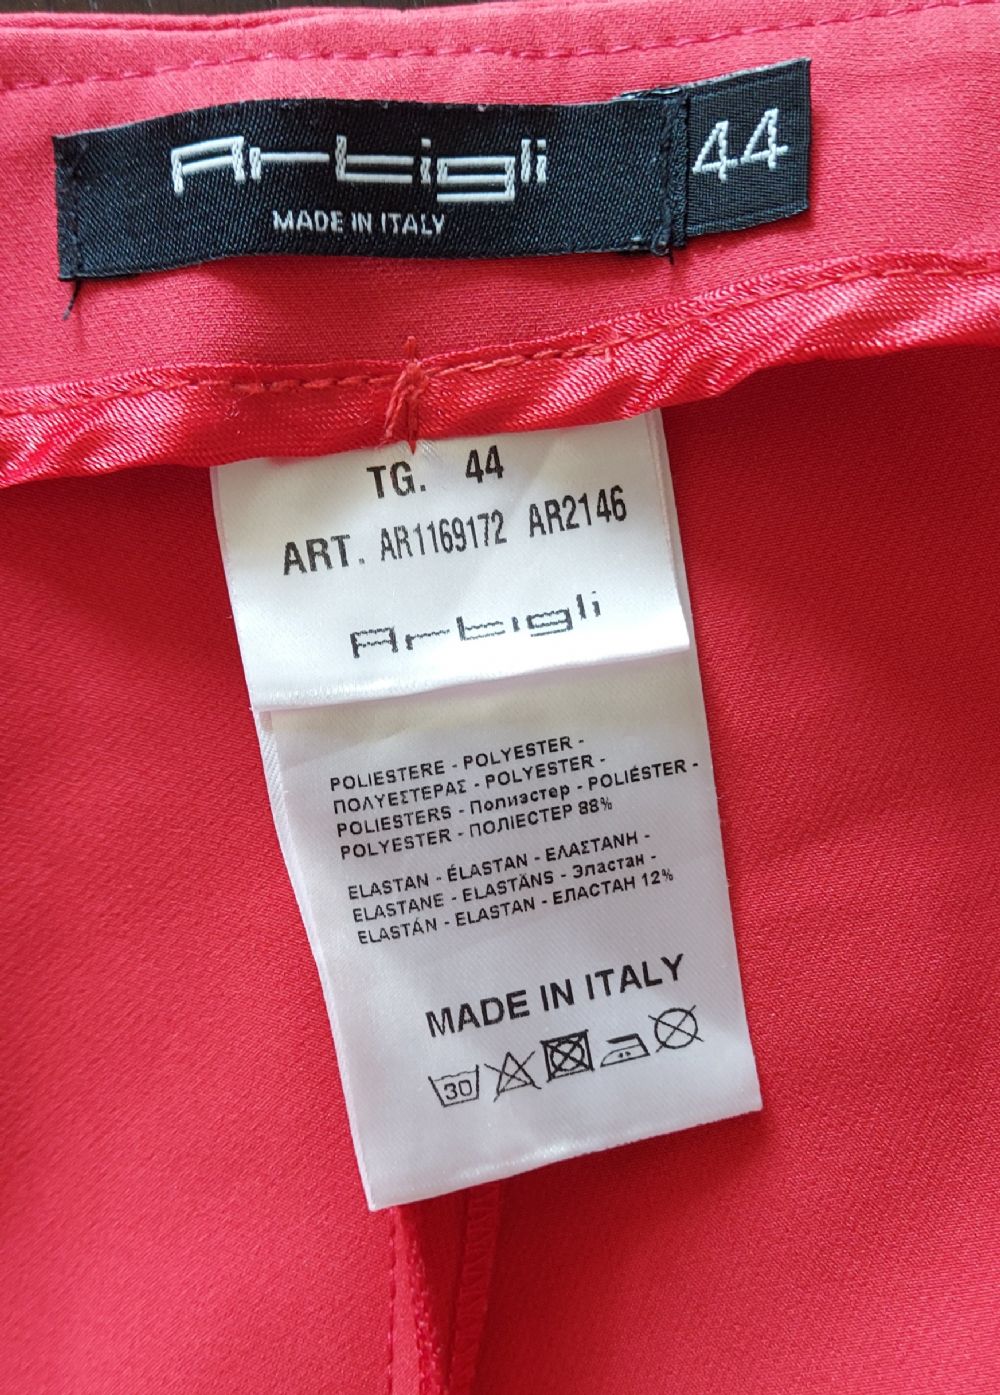 Artigli
MADE IN ITALY
44
TG. 44
ART. AR1169172 AR2146
Artigli
POLIESTERE - POLYESTER -
ΠΟΛΥΕΣΤΕΡΑΣ - POLYESTER -
POLIESTERS - Полиэстер - POLIÉSTER -
POLYESTER - ПОЛІЕСТЕР 88%
ELASTAN - ÉLASTAN - ΕΛΑΣΤΑΝΗ -
ELASTANE - ELASTĀNS - Эластан -
ELASTÁN - ELASTAN - ЕЛАСТАН 12%
MADE IN ITALY
30